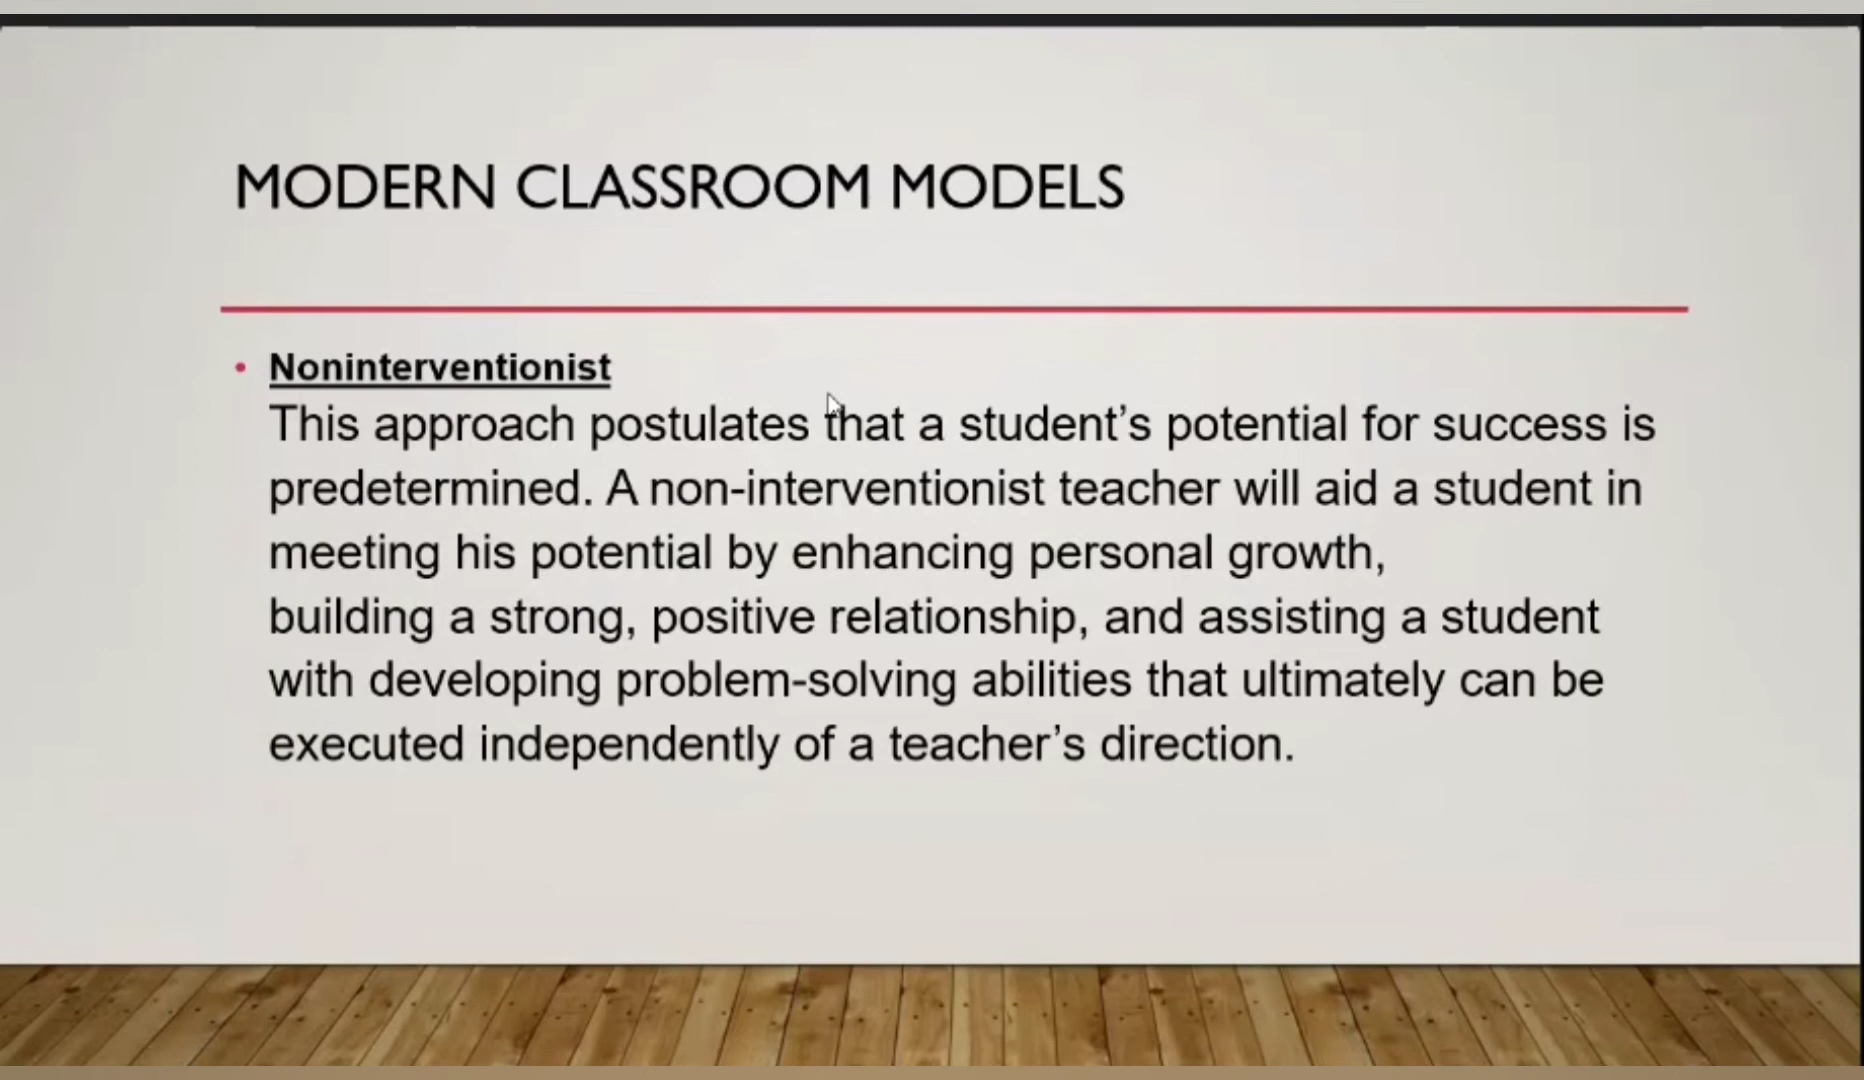 MODERN CLASSROOM MODELS
• Noninterventionist
This approach postulates that a student’s potential for success is
predetermined. A non-interventionist teacher will aid a student in
meeting his potential by enhancing personal growth,
building a strong, positive relationship, and assisting a student
with developing problem-solving abilities that ultimately can be
executed independently of a teacher’s direction.